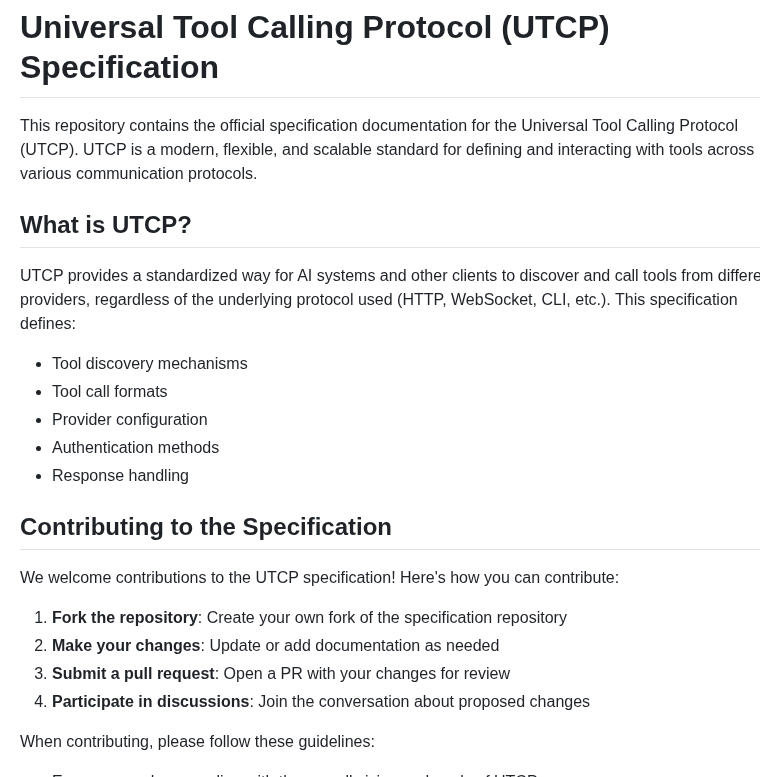 Universal Tool Calling Protocol (UTCP)
Specification
This repository contains the official specification documentation for the Universal Tool Calling Protocol
(UTCP). UTCP is a modern, flexible, and scalable standard for defining and interacting with tools across
various communication protocols.
What is UTCP?
UTCP provides a standardized way for AI systems and other clients to discover and call tools from
providers, regardless of the underlying protocol used (HTTP, WebSocket, CLI, etc.). This specification
defines:
• Tool discovery mechanisms
• Tool call formats
• Provider configuration
• Authentication methods
• Response handling
Contributing to the Specification
We welcome contributions to the UTCP specification! Here's how you can contribute:
1. Fork the repository: Create your own fork of the specification repository
2. Make your changes: Update or add documentation as needed
3. Submit a pull request: Open a PR with your changes for review
4. Participate in discussions: Join the conversation about proposed changes
When contributing, please follow these guidelines: